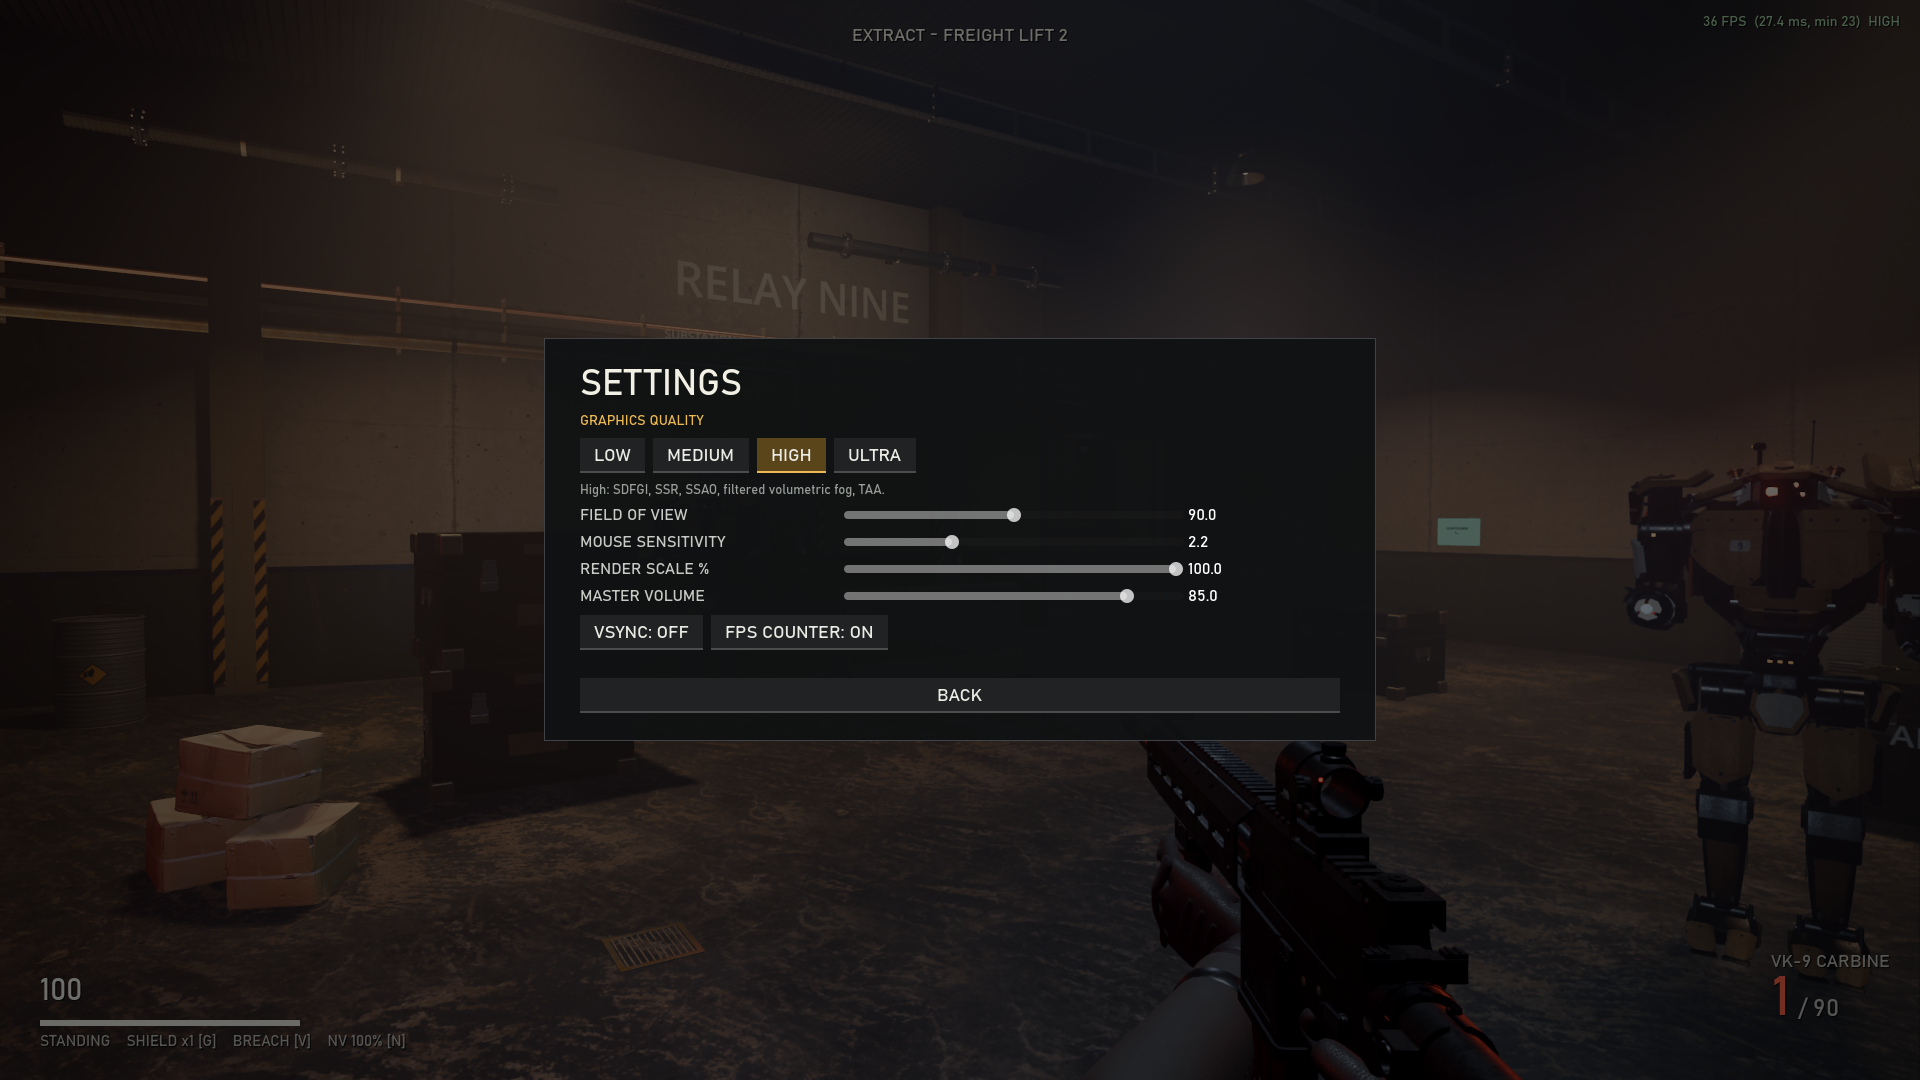 36 FPS (27.4 ms, min 23) HIGH
EXTRACT - FREIGHT LIFT 2
RELAY NINE
SETTINGS
GRAPHICS QUALITY
LOW MEDIUM HIGH ULTRA
High: SDFGI, SSR, SSAO, filtered volumetric fog, TAA.
FIELD OF VIEW 90.0
MOUSE SENSITIVITY 2.2
RENDER SCALE % 100.0
MASTER VOLUME 85.0
VSYNC: OFF FPS COUNTER: ON
BACK
VK-9 CARBINE
1 / 90
100
STANDING SHIELD x1 [G] BREACH [V] NV 100% [N]